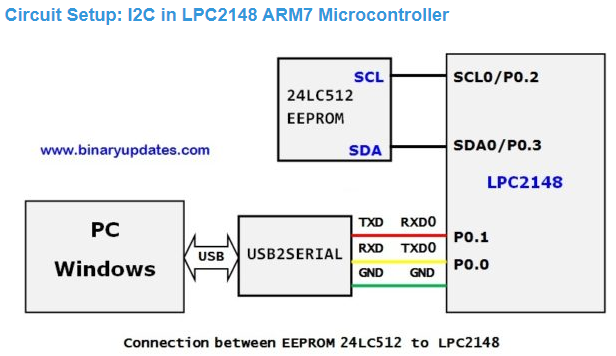 Circuit Setup: I2C in LPC2148 ARM7 Microcontroller
SCL
SCL0/P0.2
24LC512
EEPROM
SDA
SDA0/P0.3
www.binaryupdates.com
LPC2148
PC
Windows
USB
USB2SERIAL
TXD RXD0
P0.1
RXD TXD0
P0.0
GND GND
Connection between EEPROM 24LC512 to LPC2148